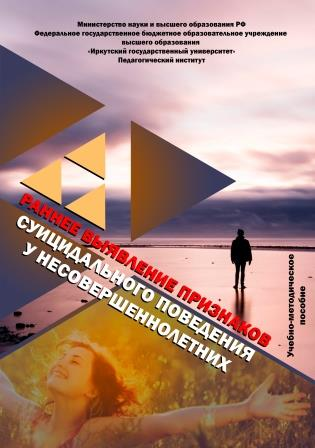 Министерство науки и высшего образования РФ
Федеральное государственное бюджетное образовательное учреждение
высшего образования
«Иркутский государственный университет»
Педагогический институт
РАННЕЕ ВЫЯВЛЕНИЕ ПРИЗНАКОВ
СУИЦИДАЛЬНОГО ПОВЕДЕНИЯ
У НЕСОВЕРШЕННОЛЕТНИХ
Учебно-методическое
пособие